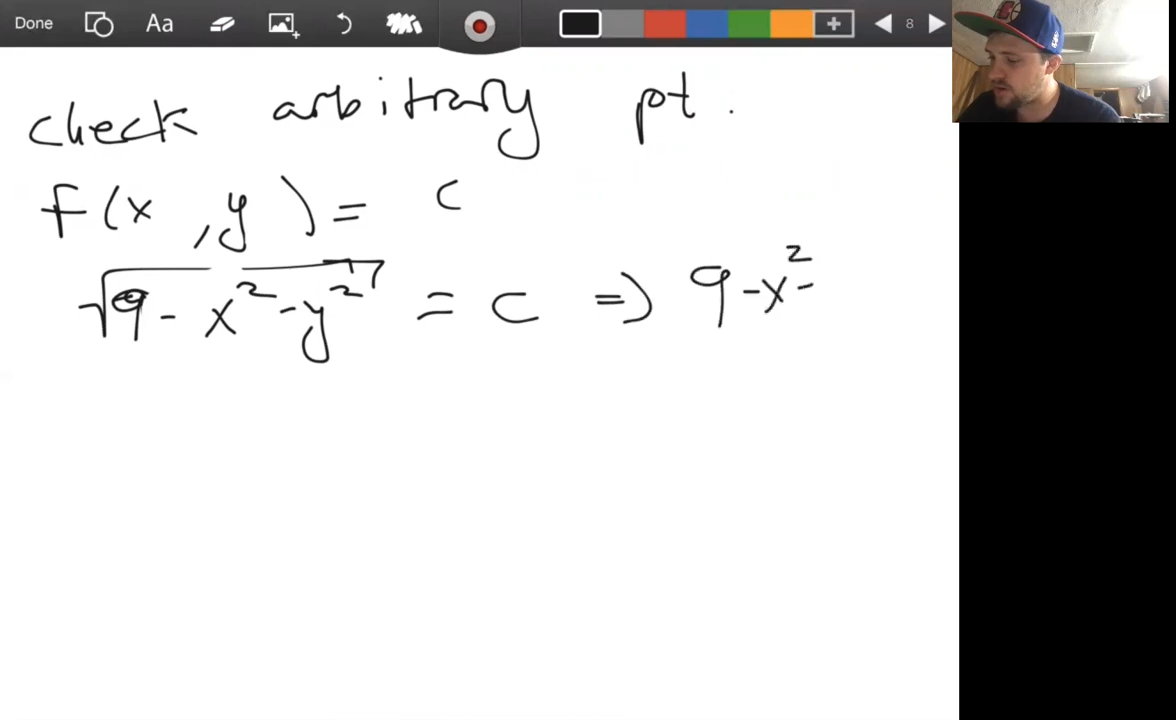 Done Aa 8
check arbitrary pt.
f(x,y)= c
√9-x²-y² = c => 9-x²-